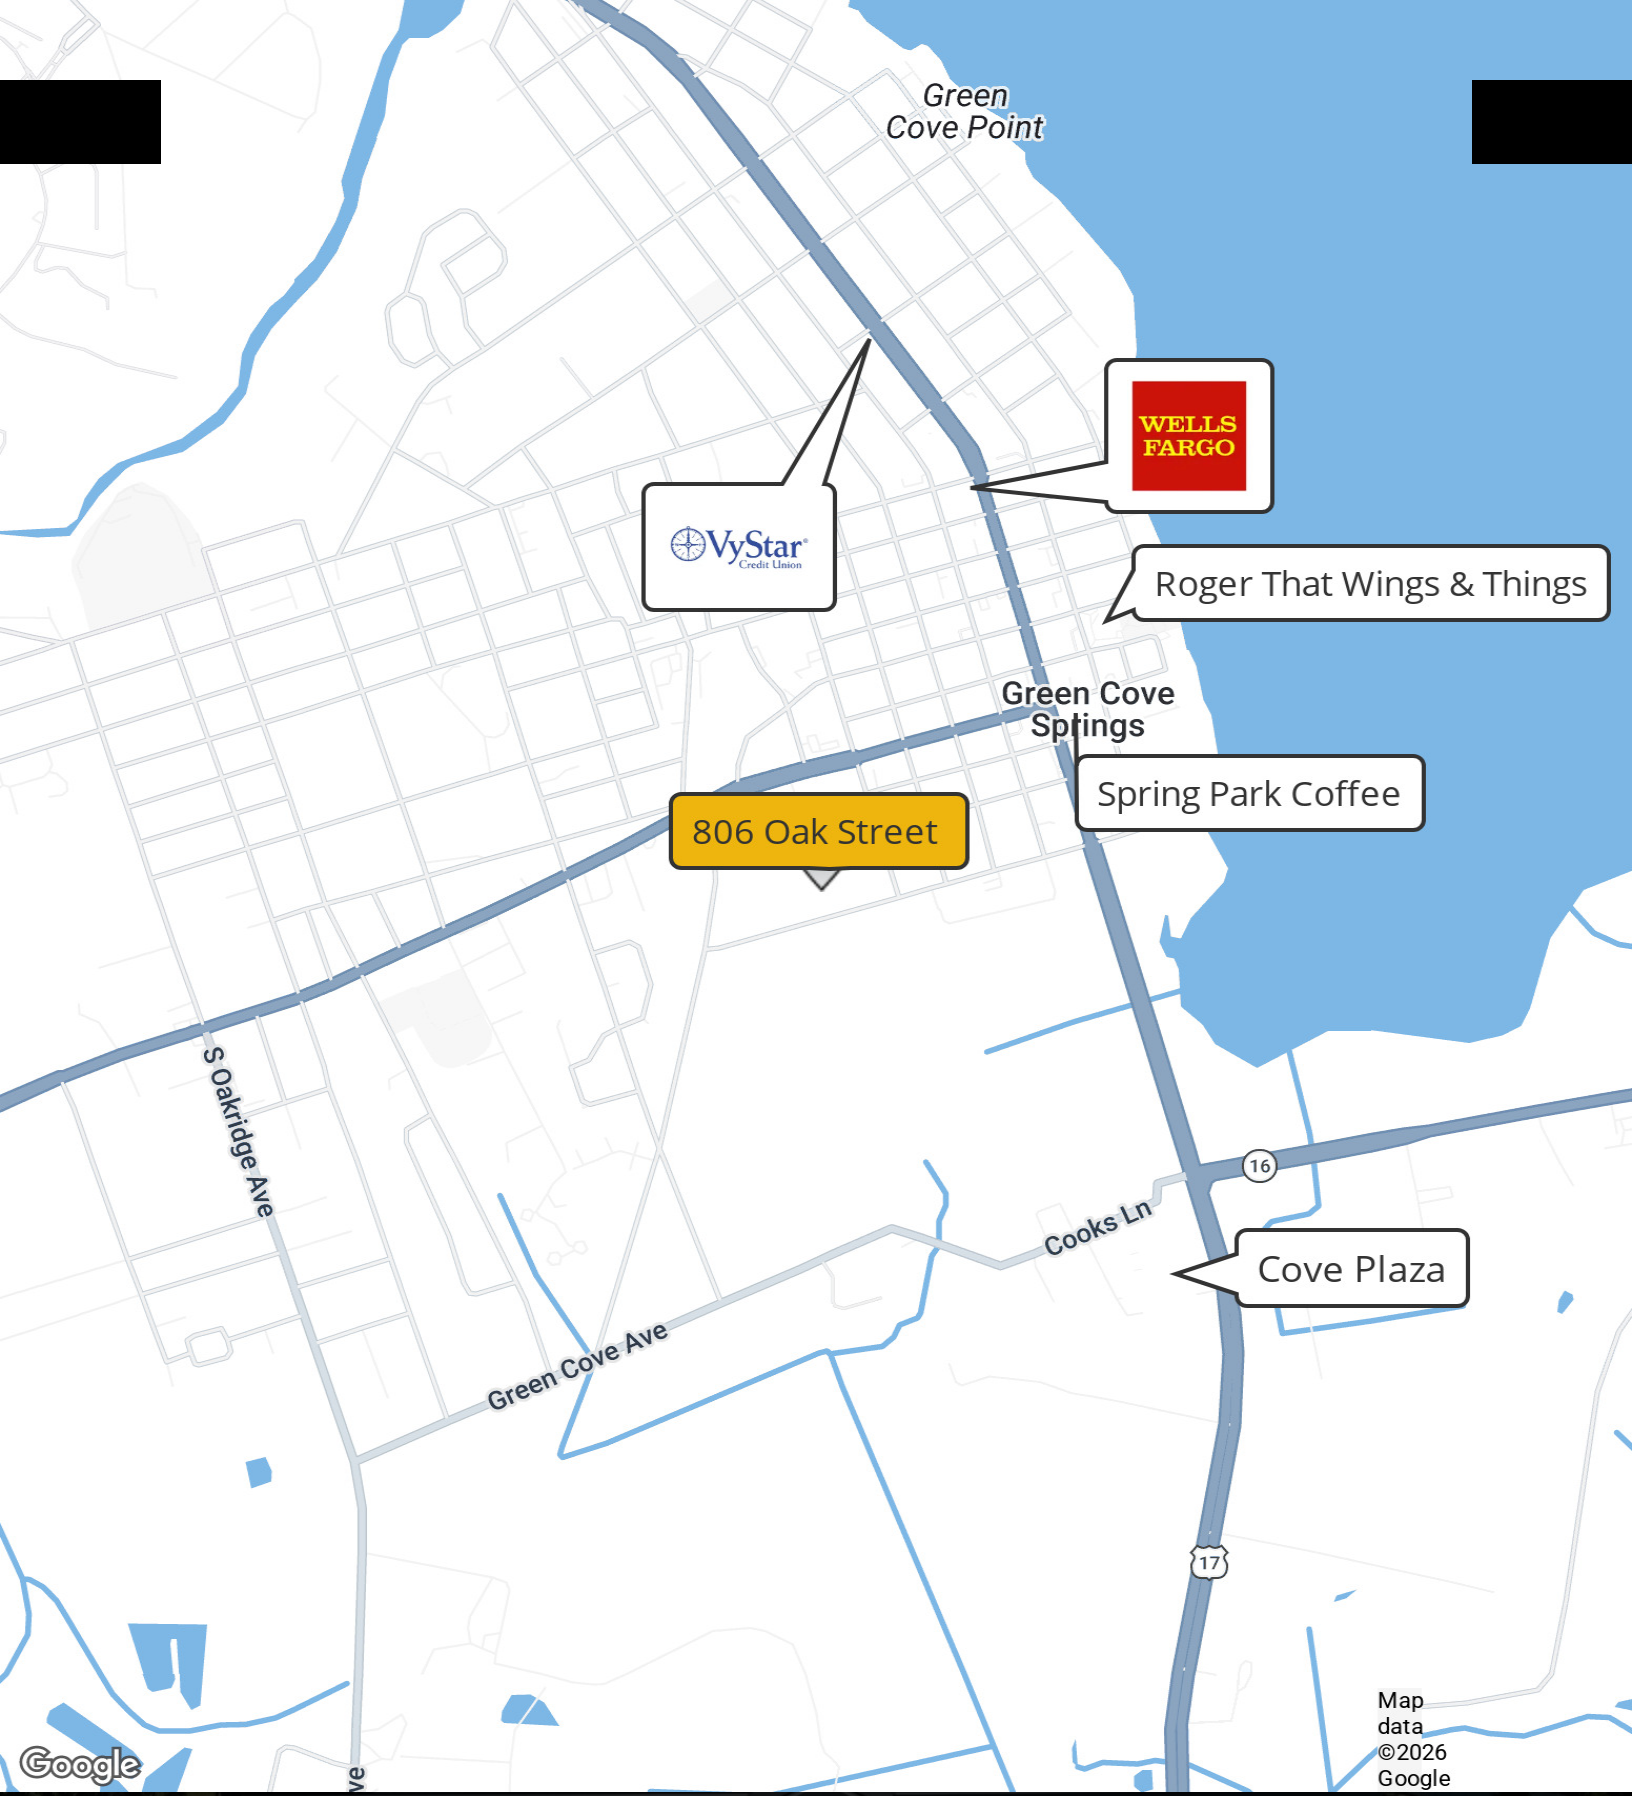 Green
Cove Point
WELLS
FARGO
VyStar
Credit Union
Roger That Wings & Things
Green Cove
Springs
Spring Park Coffee
806 Oak Street
S Oakridge Ave
16
Cooks Ln
Cove Plaza
Green Cove Ave
17
Map
data
©2026
Google
Google
ve